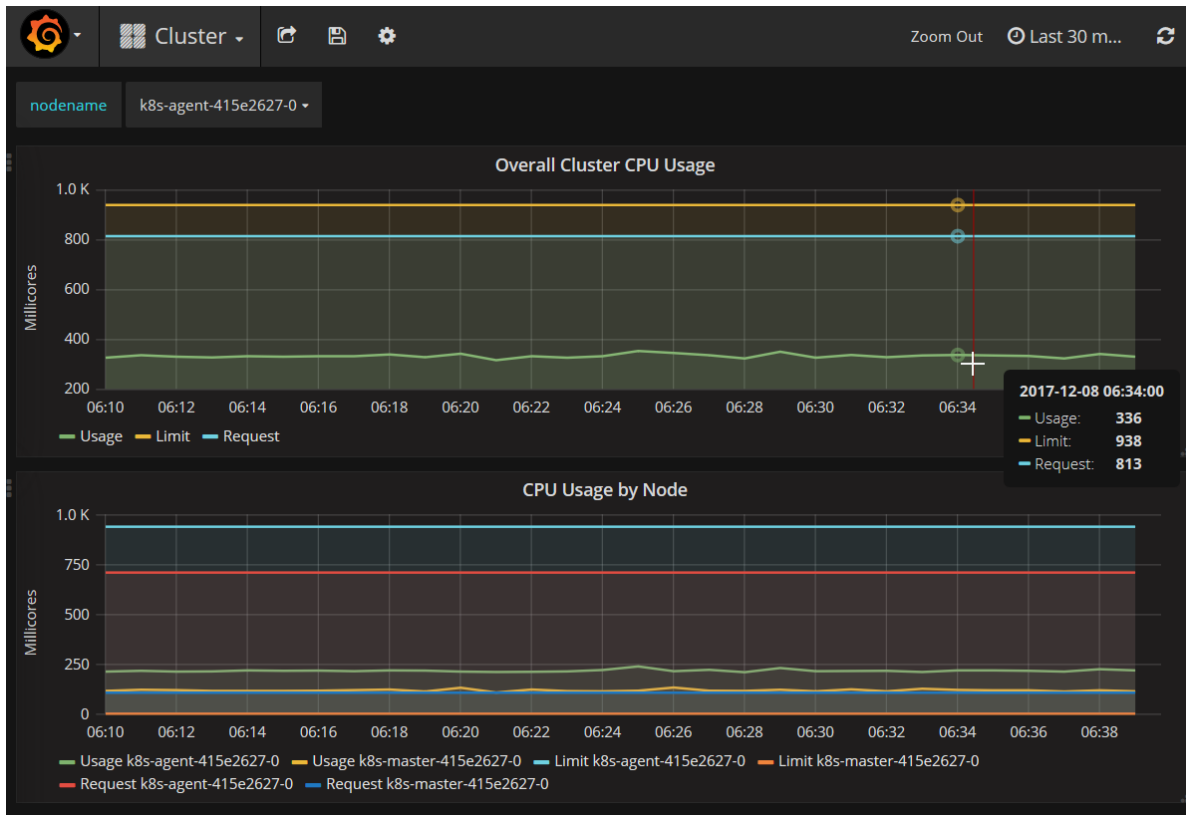 Cluster Zoom Out Last 30 m...
nodename k8s-agent-415e2627-0
Overall Cluster CPU Usage
1.0 K
800
600
400
200
Millicores
06:10 06:12 06:14 06:16 06:18 06:20 06:22 06:24 06:26 06:28 06:30 06:32 06:34
Usage Limit Request
2017-12-08 06:34:00
Usage: 336
Limit: 938
Request: 813
CPU Usage by Node
1.0 K
750
500
250
0
Millicores
06:10 06:12 06:14 06:16 06:18 06:20 06:22 06:24 06:26 06:28 06:30 06:32 06:34 06:36 06:38
Usage k8s-agent-415e2627-0 Usage k8s-master-415e2627-0 Limit k8s-agent-415e2627-0 Limit k8s-master-415e2627-0
Request k8s-agent-415e2627-0 Request k8s-master-415e2627-0